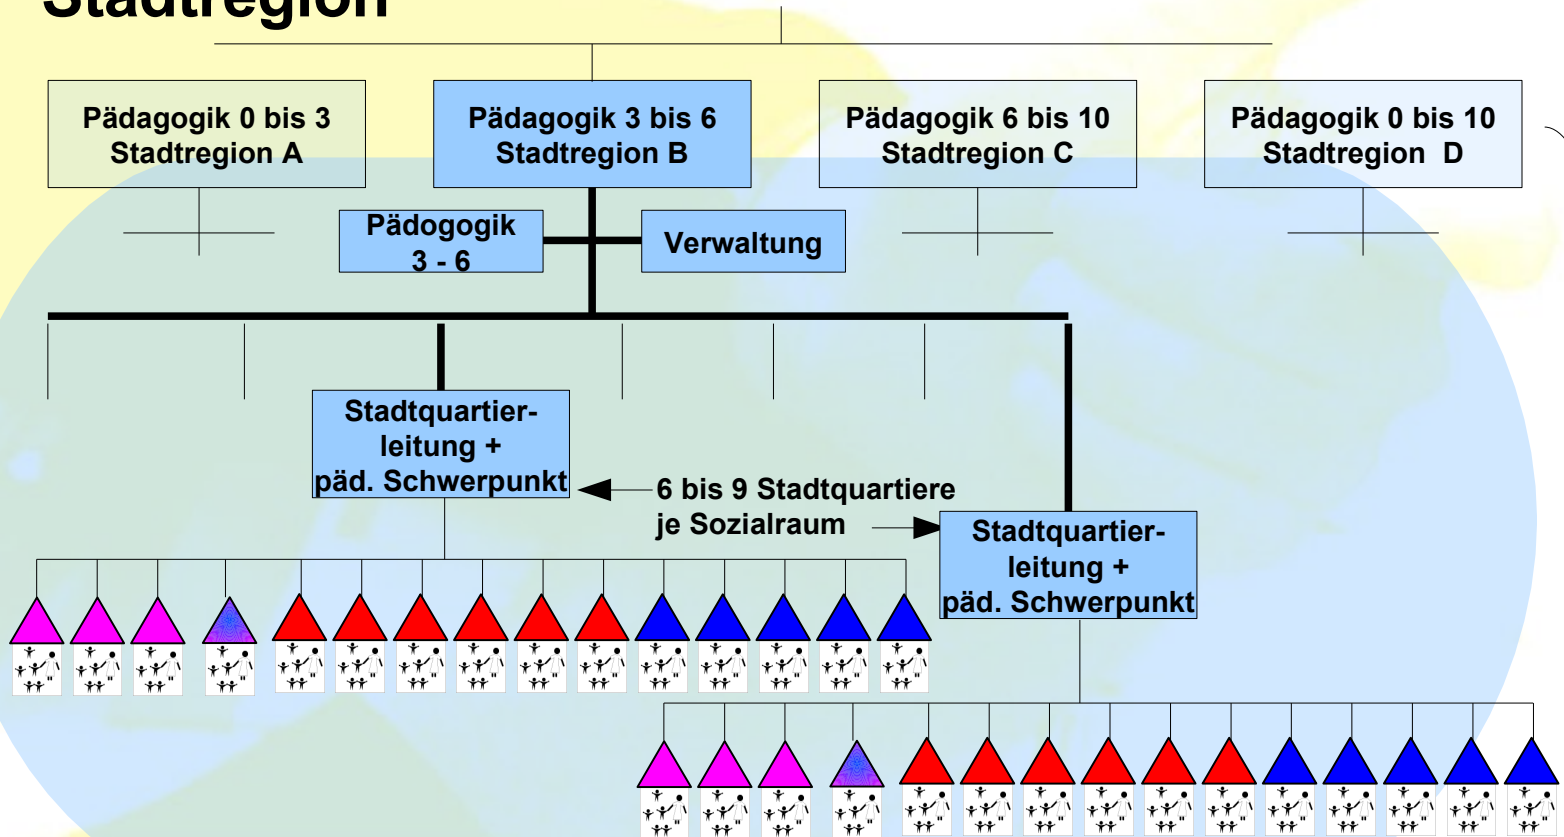 Stadtregion
Pädagogik 0 bis 3
Stadtregion A
Pädagogik 3 bis 6
Stadtregion B
Pädagogik 6 bis 10
Stadtregion C
Pädagogik 0 bis 10
Stadtregion D
Pädogogik
3 - 6
Verwaltung
Stadtquartier-
leitung +
päd. Schwerpunkt
6 bis 9 Stadtquartiere
je Sozialraum
Stadtquartier-
leitung +
päd. Schwerpunkt